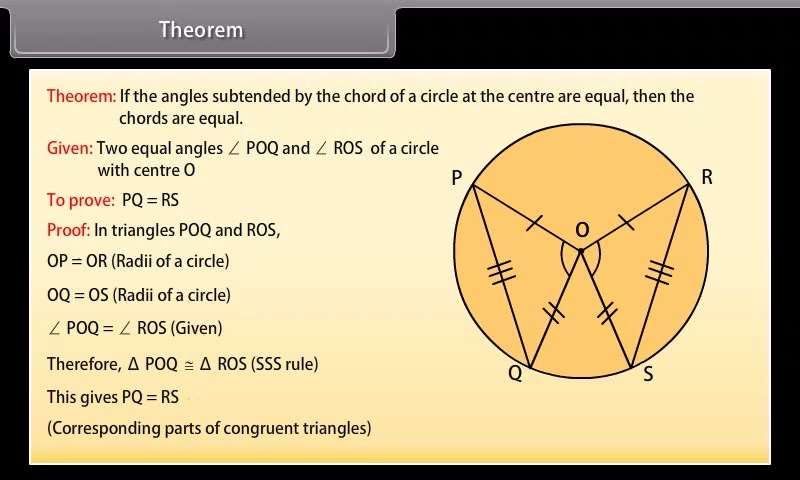 Theorem
Theorem: If the angles subtended by the chord of a circle at the centre are equal, then the
chords are equal.
Given: Two equal angles ∠ POQ and ∠ ROS of a circle
with centre O
To prove: PQ = RS
Proof: In triangles POQ and ROS,
OP = OR (Radii of a circle)
OQ = OS (Radii of a circle)
∠ POQ = ∠ ROS (Given)
Therefore, Δ POQ ≅ Δ ROS (SSS rule)
This gives PQ = RS
(Corresponding parts of congruent triangles)
P
R
O
Q
S